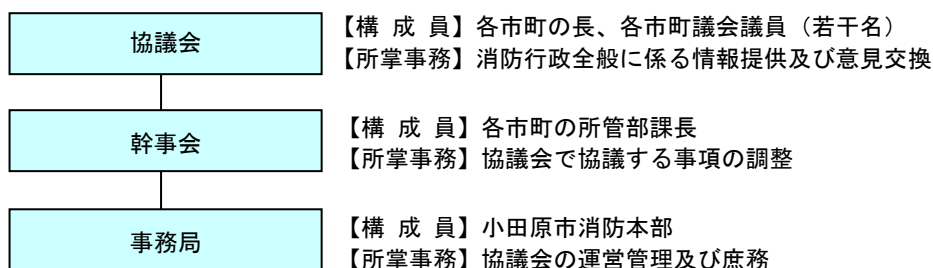 協議会
【構 成 員】各市町の長、各市町議会議員（若干名）
【所掌事務】消防行政全般に係る情報提供及び意見交換
幹事会
【構 成 員】各市町の所管部課長
【所掌事務】協議会で協議する事項の調整
事務局
【構 成 員】小田原市消防本部
【所掌事務】協議会の運営管理及び庶務